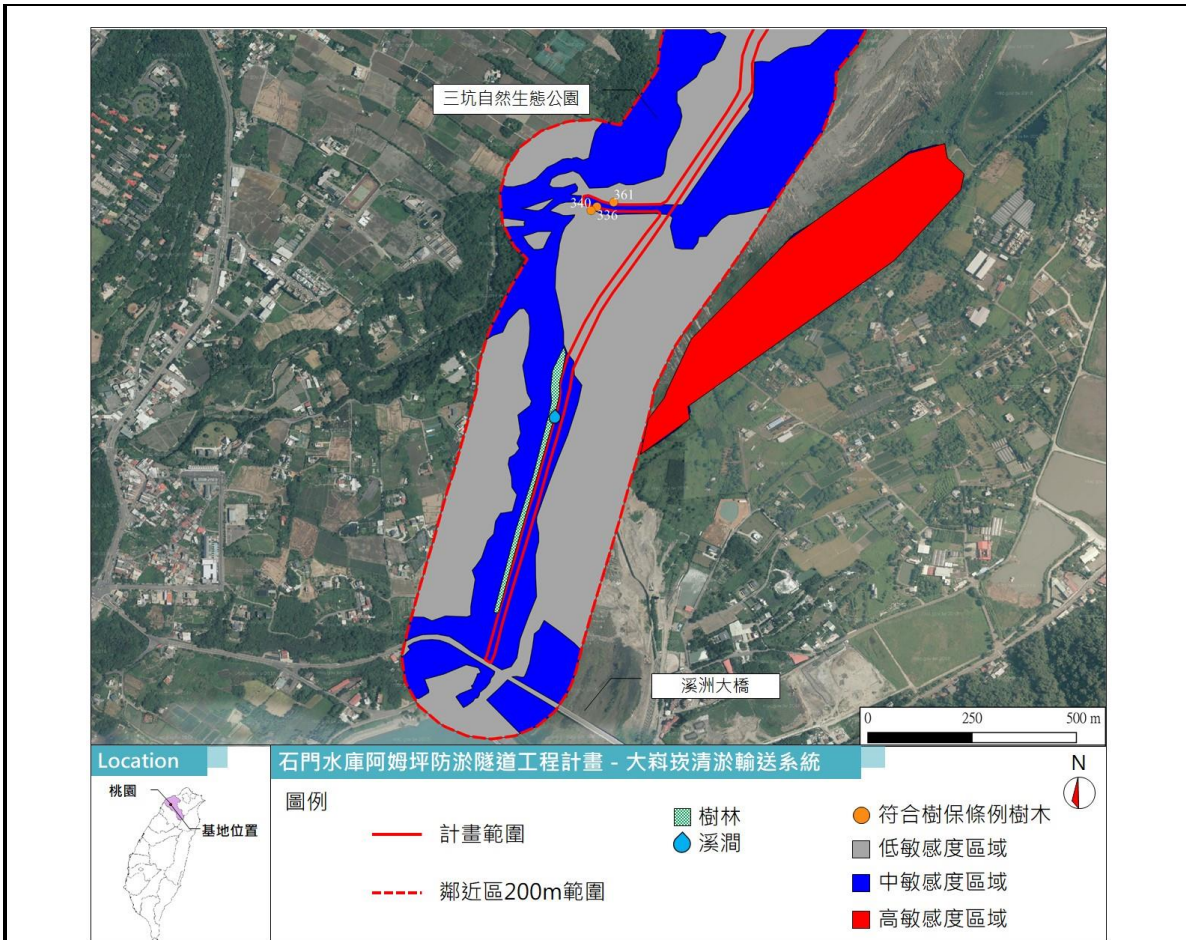 三坑自然生態公園
361
340
336
溪洲大橋
0 250 500 m
Location
石門水庫阿姆坪防淤隧道工程計畫 - 大嵙崁清淤輸送系統
N
桃園
基地位置
圖例
計畫範圍
鄰近區200m範圍
樹林
溪澗
符合樹保條例樹木
低敏感度區域
中敏感度區域
高敏感度區域